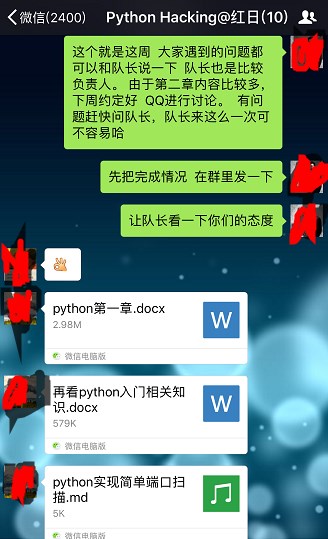 微信(2400)
Python Hacking@红日(10)
这个就是这周 大家遇到的问题都
可以和队长说一下 队长也是比较
负责人。由于第二章内容比较多，
下周约定好 QQ进行讨论。 有问
题赶快问队长，队长来这么一次可
不容易哈
先把完成情况 在群里发一下
让队长看一下你们的态度
python第一章.docx
2.98M
W
微信电脑版
再看python入门相关知
识.docx
579K
W
微信电脑版
python实现简单端口扫
描.md
5K
微信电脑版